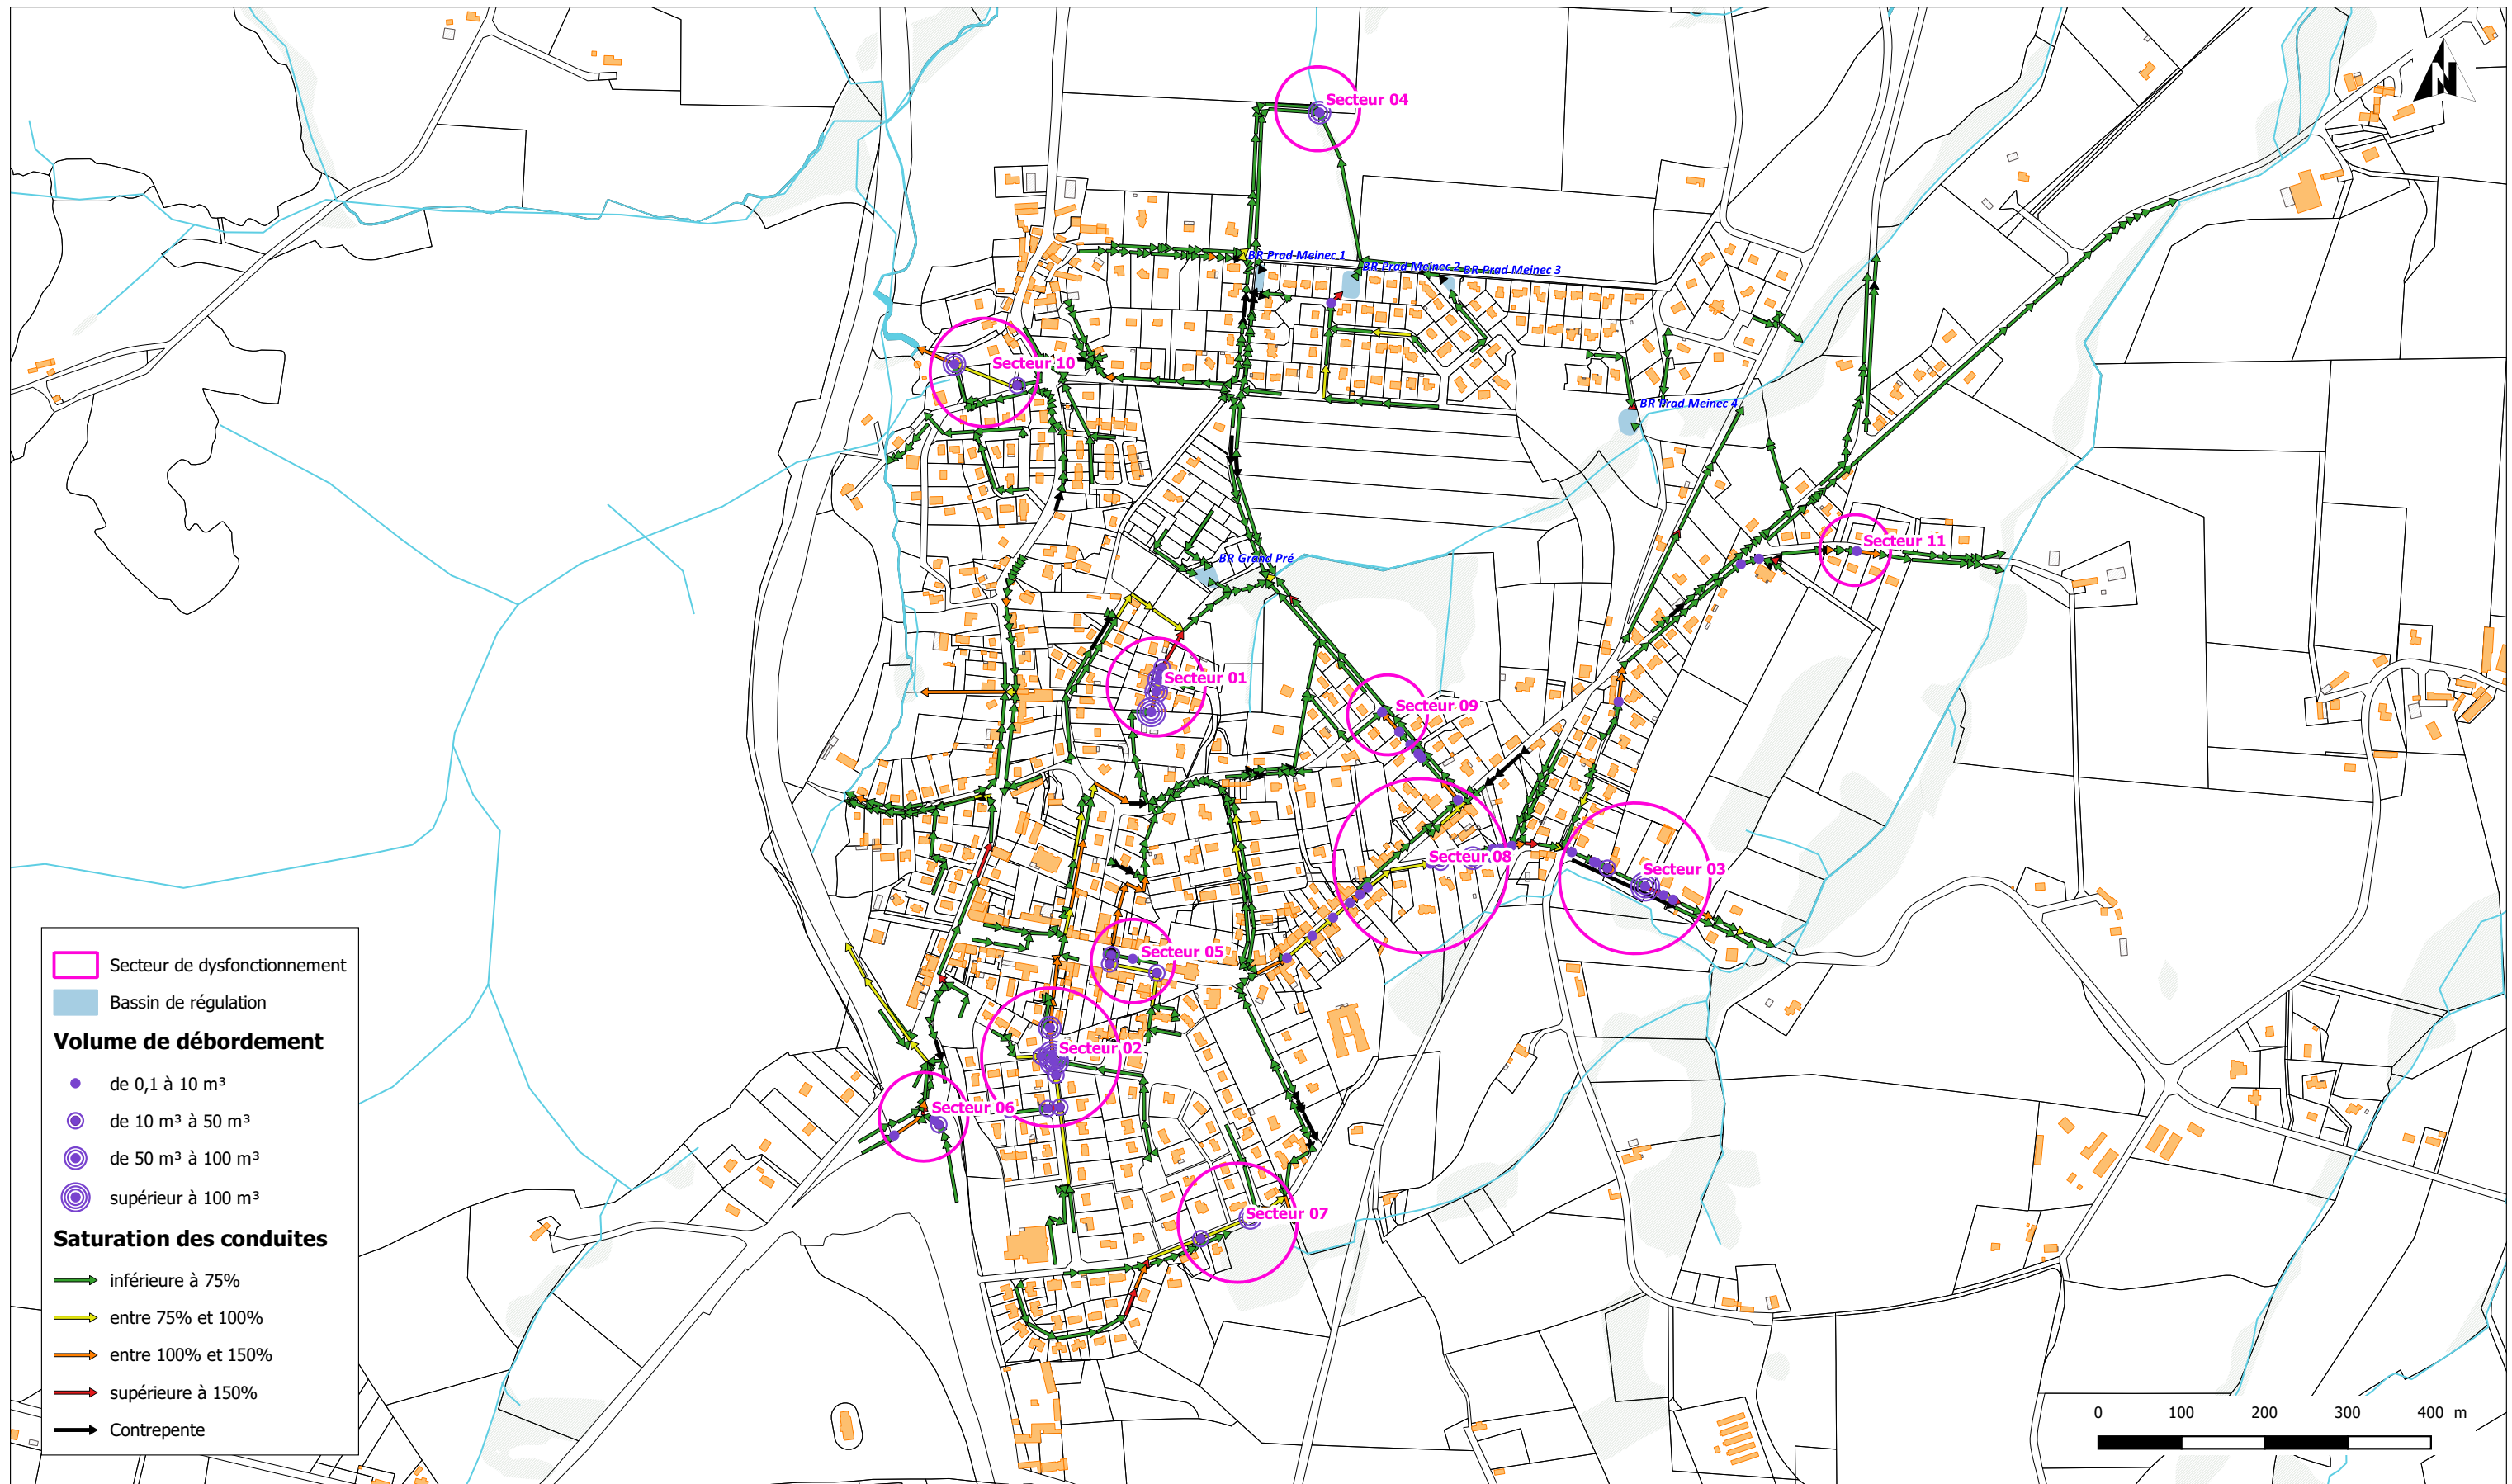 N
Secteur 04
BR Prad Meinec 1
BR Prad Meinec 2
BR Prad Meinec 3
Secteur 10
BR Prad Meinec 4
Secteur 11
BR Grand Pré
Secteur 01
Secteur 09
Secteur 08
Secteur 03
Secteur 05
Secteur 02
Secteur 06
Secteur 07
Secteur de dysfonctionnement
Bassin de régulation
Volume de débordement
de 0,1 à 10 m³
de 10 m³ à 50 m³
de 50 m³ à 100 m³
supérieur à 100 m³
Saturation des conduites
inférieure à 75%
entre 75% et 100%
entre 100% et 150%
supérieure à 150%
Contrepente
0 100 200 300 400 m